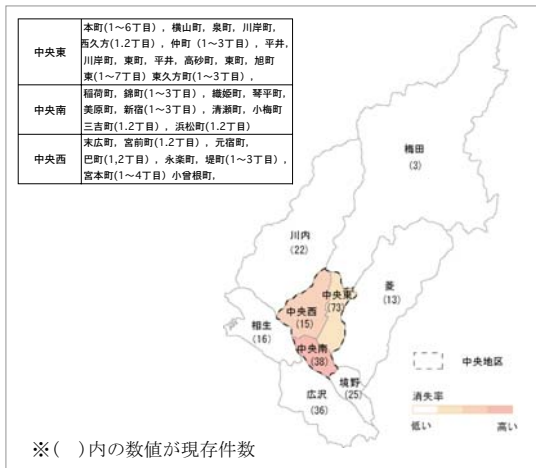 中央東
本町(1〜6丁目)，横山町，泉町，川岸町，
西久方(1.2丁目)，仲町（1〜3丁目)，平井，
川岸町，東町，平井，高砂町，東町，旭町
東(1〜7丁目）東久方町(1〜3丁目)，
中央南
稲荷町，錦町(1〜3丁目)，織姫町，琴平町，
美原町，新宿(1〜3丁目)，清瀬町，小梅町
三吉町(1.2丁目)，浜松町(1.2丁目)
中央西
末広町，宮前町(1.2丁目)，元宿町，
巴町(1,2丁目)，永楽町，堤町(1〜3丁目)，
宮本町(1〜4丁目）小曾根町，
梅田
(3)
川内
(22)
菱
(13)
中央東
(73)
中央西
(15)
相生
(16)
中央南
(38)
境野
(25)
広沢
(36)
中央地区
消失率
低い 高い
※(　)内の数値が現存件数